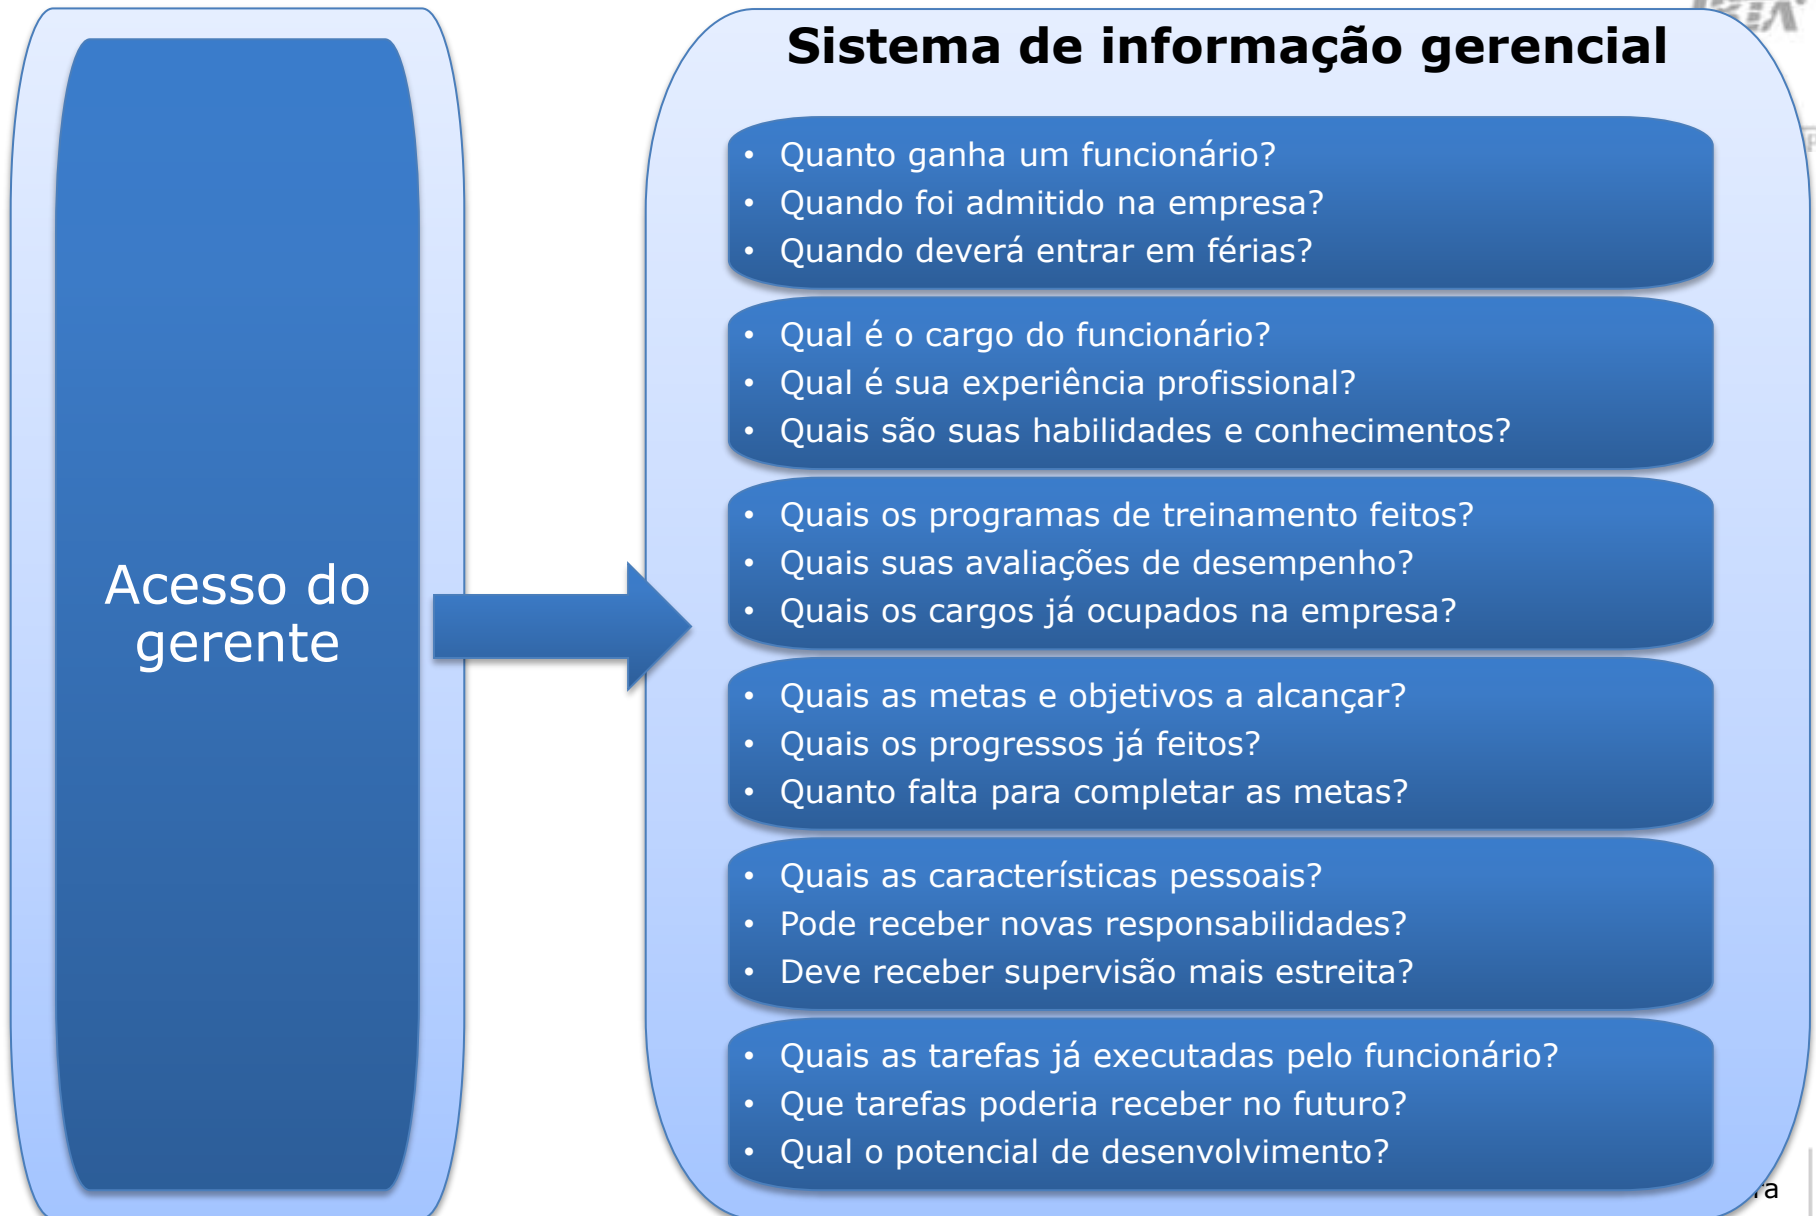 Sistema de informação gerencial
Acesso do
gerente
• Quanto ganha um funcionário?
• Quando foi admitido na empresa?
• Quando deverá entrar em férias?
• Qual é o cargo do funcionário?
• Qual é sua experiência profissional?
• Quais são suas habilidades e conhecimentos?
• Quais os programas de treinamento feitos?
• Quais suas avaliações de desempenho?
• Quais os cargos já ocupados na empresa?
• Quais as metas e objetivos a alcançar?
• Quais os progressos já feitos?
• Quanto falta para completar as metas?
• Quais as características pessoais?
• Pode receber novas responsabilidades?
• Deve receber supervisão mais estreita?
• Quais as tarefas já executadas pelo funcionário?
• Que tarefas poderia receber no futuro?
• Qual o potencial de desenvolvimento?